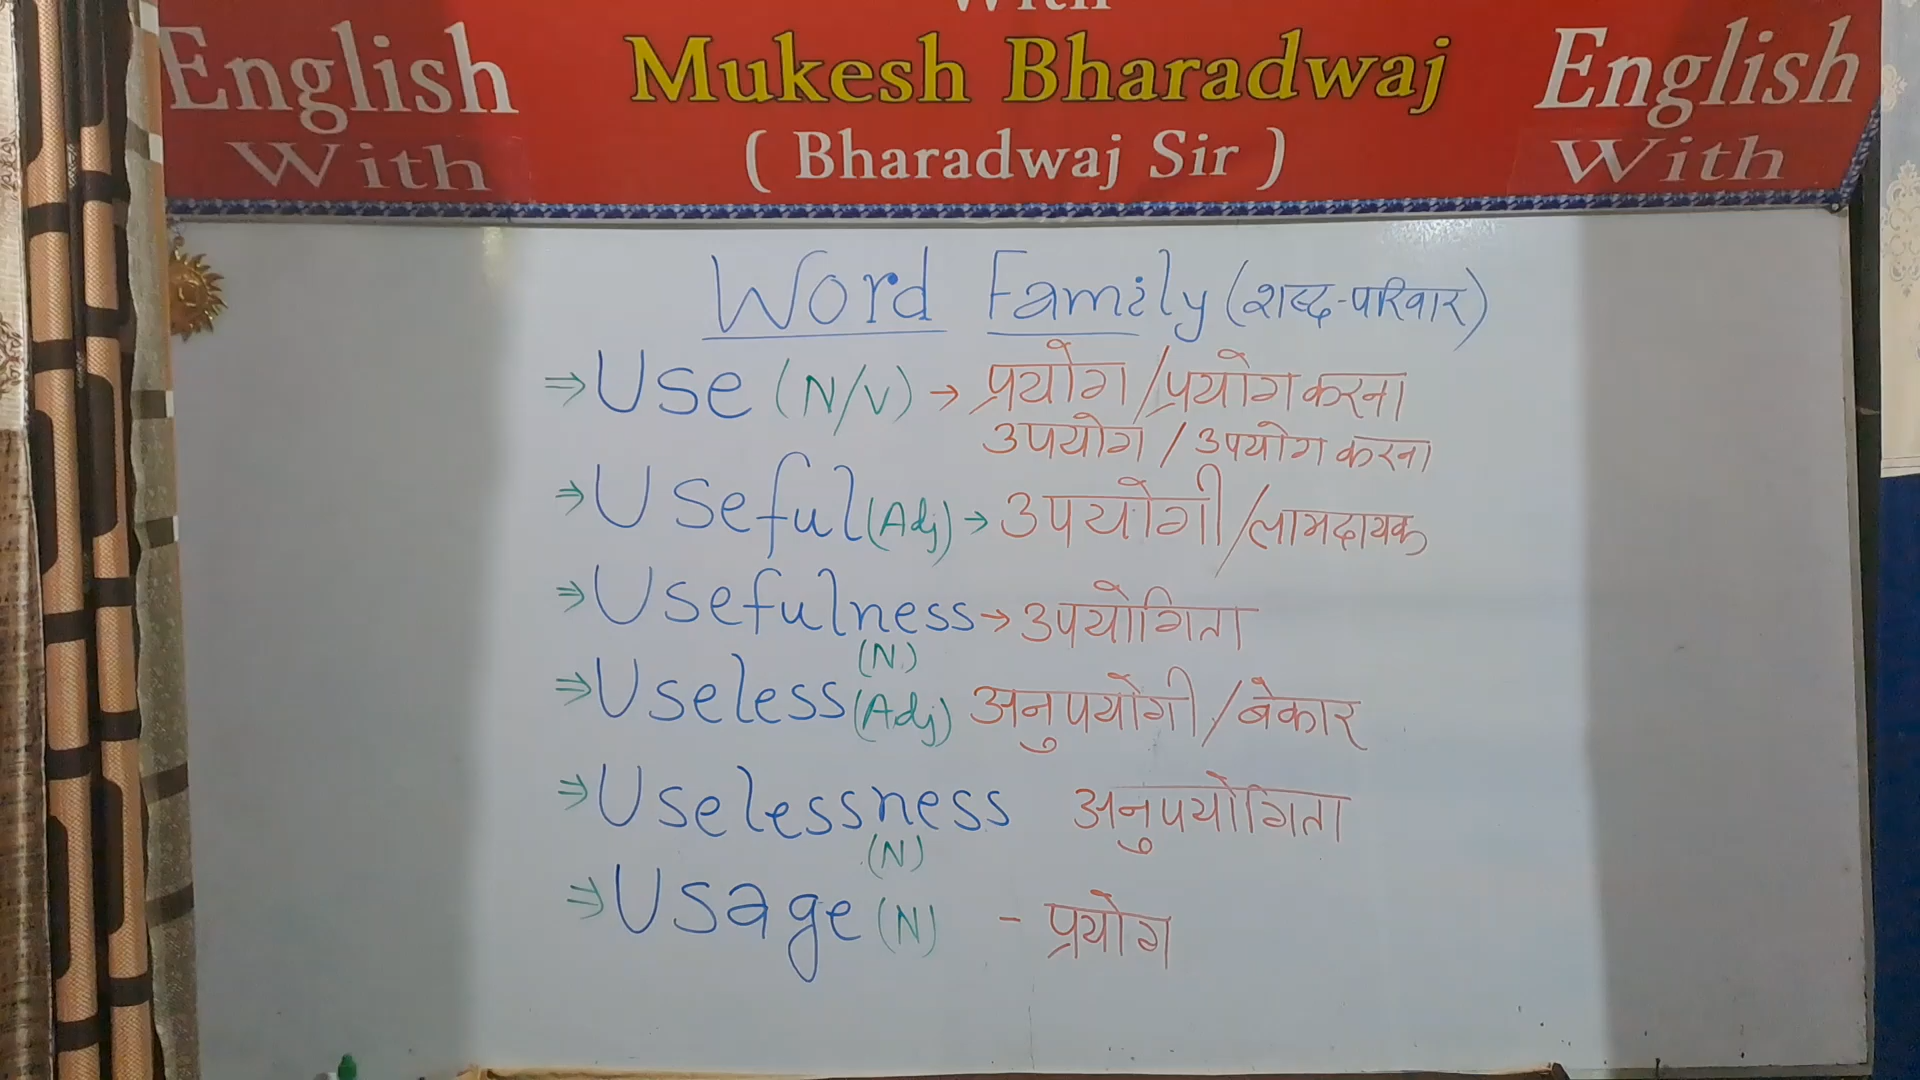 With
English Mukesh Bharadwaj English
With ( Bharadwaj Sir ) With
Word Family (शब्द-परिवार)
⇒ Use (N/V) → प्रयोग / प्रयोग करना
उपयोग / उपयोग करना
⇒ Useful (Adj) → उपयोगी / लाभदायक
⇒ Usefulness → उपयोगिता
(N)
⇒ Useless (Adj) अनुपयोगी / बेकार
⇒ Uselessness अनुपयोगिता
(N)
⇒ Usage (N) - प्रयोग